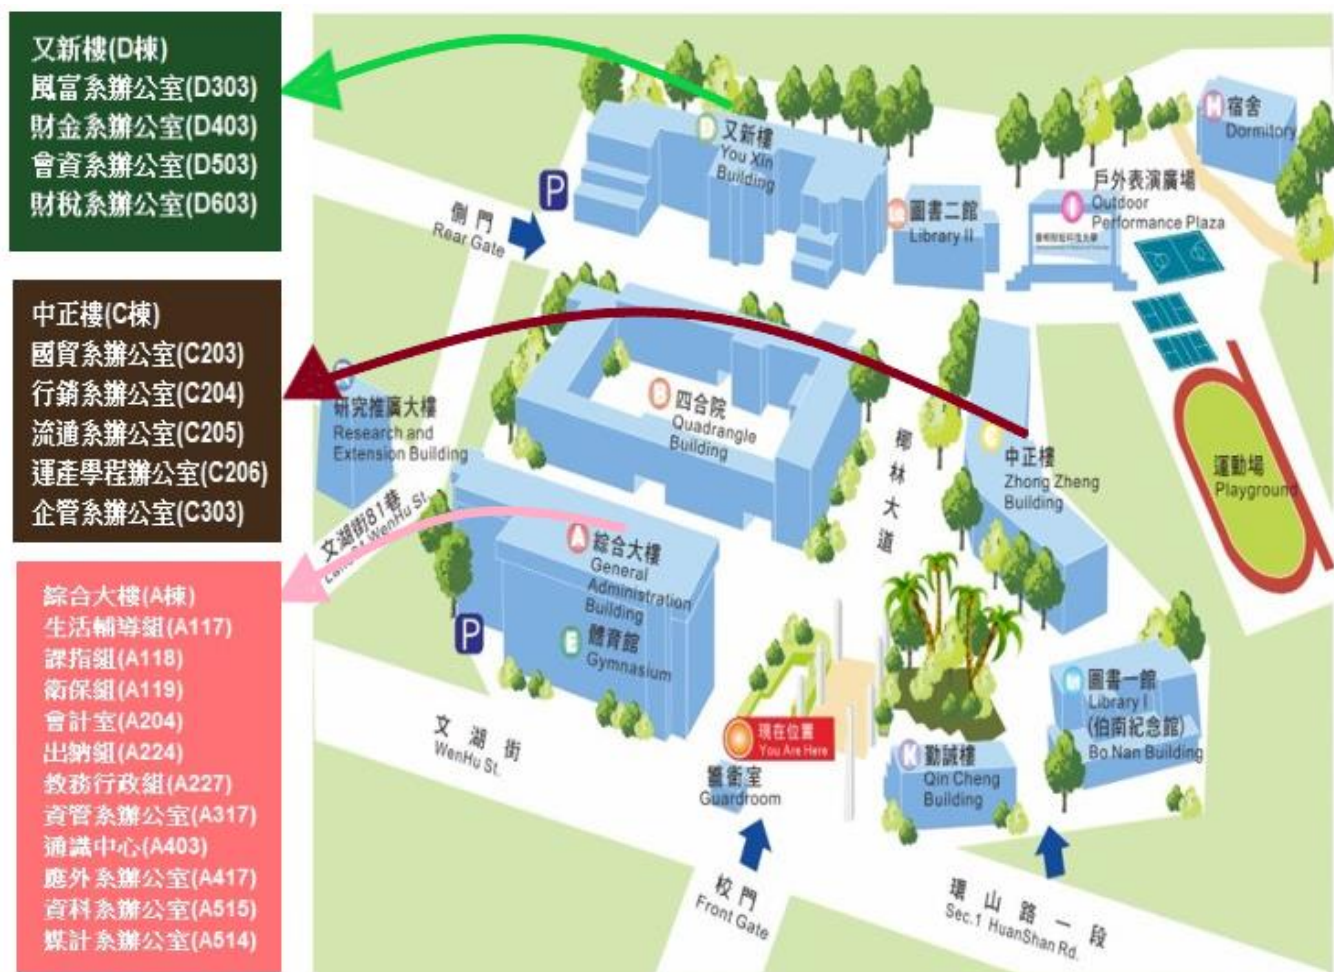 又新樓(D棟)
風富系辦公室(D303)
財金系辦公室(D403)
會資系辦公室(D503)
財稅系辦公室(D603)
中正樓(C棟)
國貿系辦公室(C203)
行銷系辦公室(C204)
流通系辦公室(C205)
運產學程辦公室(C206)
企管系辦公室(C303)
綜合大樓(A棟)
生活輔導組(A117)
課指組(A118)
衛保組(A119)
會計室(A204)
出納組(A224)
教務行政組(A227)
資管系辦公室(A317)
通識中心(A403)
應外系辦公室(A417)
資科系辦公室(A515)
媒計系辦公室(A514)
D
又新樓
You Xin
Building
P
側門
Rear Gate
圖書二館
Library II
H
宿舍
Dormitory
戶外表演廣場
Outdoor
Performance Plaza
研究推廣大樓
Research and
Extension Building
B
四合院
Quadrangle
Building
椰林大道
C
中正樓
Zhong Zheng
Building
運動場
Playground
文湖街81巷
WenHu St.
A
綜合大樓
General
Administration
Building
E
體育館
Gymnasium
P
文湖街
WenHu St.
現在位置
You Are Here
警衛室
Guardroom
K
勤誠樓
Qin Cheng
Building
圖書一館
Library I
(伯南紀念館)
Bo Nan Building
校門
Front Gate
環山路一段
Sec.1 HuanShan Rd.